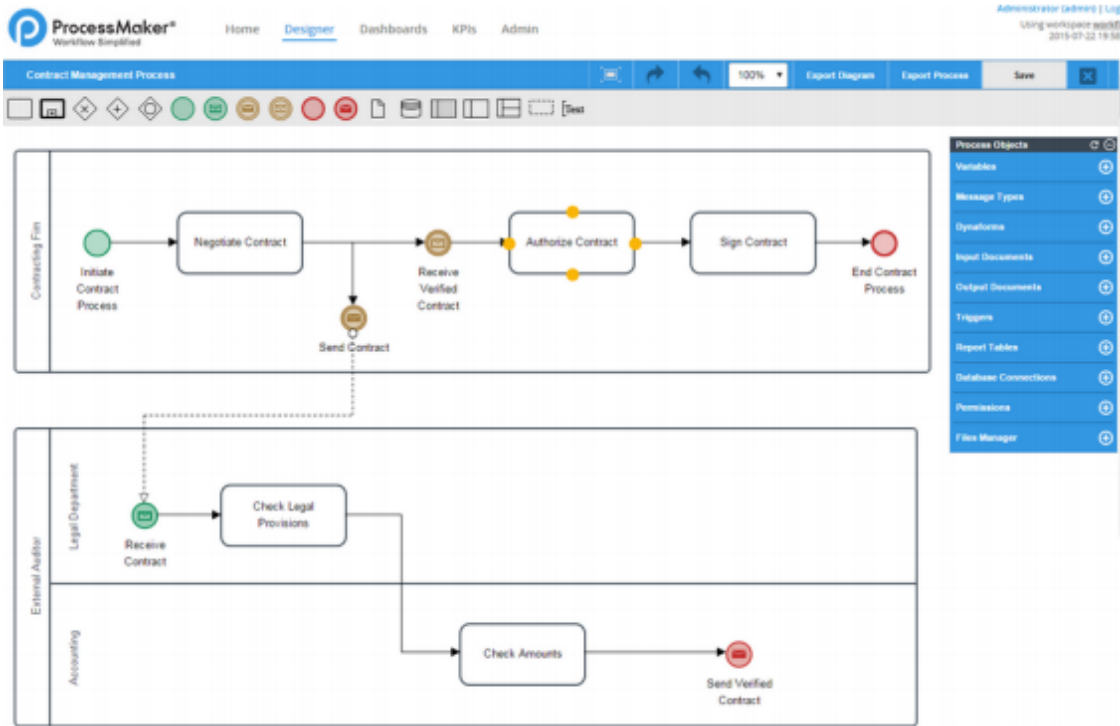 Administrator (admin) | Log
ProcessMaker®
Workflow Simplified
Home Designer Dashboards KPIs Admin
Using workspace workfl
2015-07-22 19:58
Contract Management Process
100%
Export Diagram
Export Process
Save
Text
Process Objects
Variables
Message Types
Dynaforms
Input Documents
Output Documents
Triggers
Report Tables
Database Connections
Permissions
Files Manager
Contracting Firm
Initiate
Contract
Process
Negotiate Contract
Send Contract
Receive
Verified
Contract
Authorize Contract
Sign Contract
End Contract
Process
External Auditor
Legal Department
Receive
Contract
Check Legal
Provisions
Accounting
Check Amounts
Send Verified
Contract